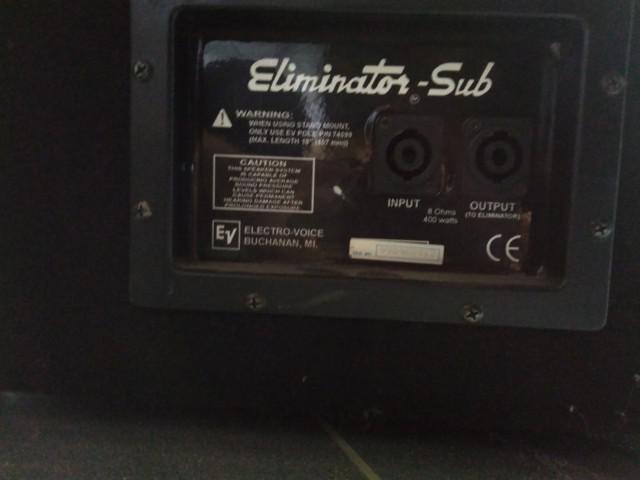 Eliminator-Sub
WARNING:
WHEN USING STAND MOUNT,
ONLY USE EV POLE P/N 74099
(MAX. LENGTH 18" (457 mm))
CAUTION
THIS SPEAKER SYSTEM
IS CAPABLE OF
PRODUCING AVERAGE
SOUND PRESSURE
LEVELS WHICH CAN
CAUSE PERMANENT
HEARING DAMAGE AFTER
PROLONGED EXPOSURE
INPUT
8 Ohms
400 watts
OUTPUT
(TO ELIMINATOR)
EV
ELECTRO-VOICE
BUCHANAN, MI.
CE